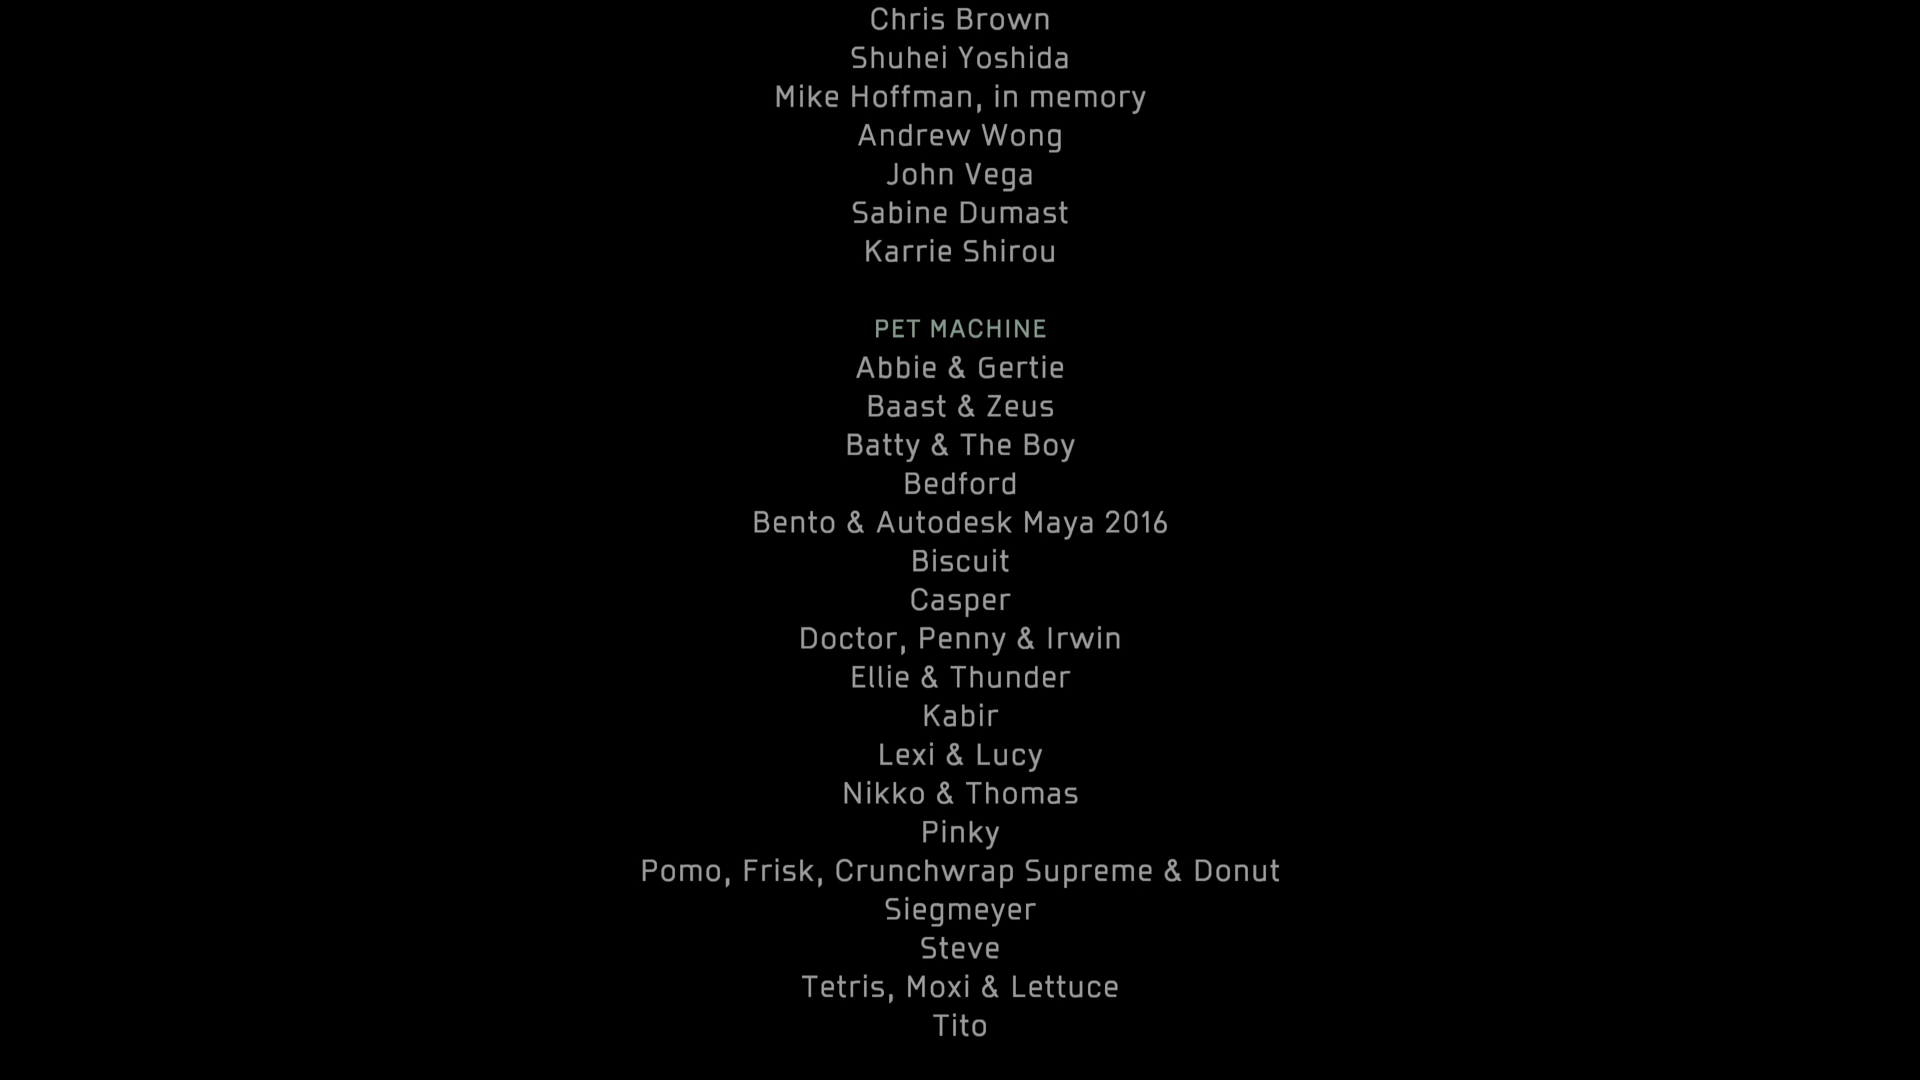 Chris Brown
Shuhei Yoshida
Mike Hoffman, in memory
Andrew Wong
John Vega
Sabine Dumast
Karrie Shirou
PET MACHINE
Abbie & Gertie
Baast & Zeus
Batty & The Boy
Bedford
Bento & Autodesk Maya 2016
Biscuit
Casper
Doctor, Penny & Irwin
Ellie & Thunder
Kabir
Lexi & Lucy
Nikko & Thomas
Pinky
Pomo, Frisk, Crunchwrap Supreme & Donut
Siegmeyer
Steve
Tetris, Moxi & Lettuce
Tito